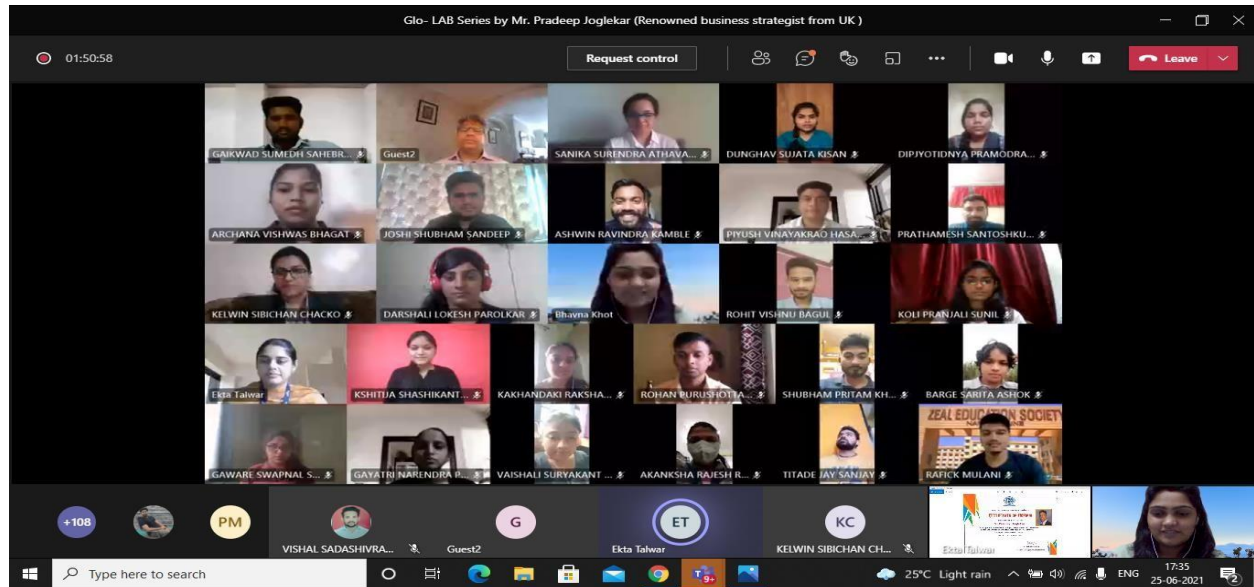 Glo- LAB Series by Mr. Pradeep Joglekar (Renowned business strategist from UK )
01:50:58
Request control
Leave
GAIKWAD SUMEDH SAHEBR...
Guest2
SANIKA SURENDRA ATHAVA...
DUNGHAV SUJATA KISAN
DIPJYOTIDNYA PRAMODRA...
ARCHANA VISHWAS BHAGAT
JOSHI SHUBHAM SANDEEP
ASHWIN RAVINDRA KAMBLE
PIYUSH VINAYAKRAO HASA...
PRATHAMESH SANTOSHKU...
KELWIN SIBICHAN CHACKO
DARSHALI LOKESH PAROLKAR
Bhavna Khot
ROHIT VISHNU BAGUL
KOLI PRANJALI SUNIL
Ekta Talwar
KSHITIJA SHASHIKANT...
KAKHANDAKI RAKSHA...
ROHAN PURUSHOTTA...
SHUBHAM PRITAM KH...
BARGE SARITA ASHOK
ZEAL EDUCATION SOCIETY
GAWARE SWAPNAL S...
GAYATRI NARENDRA P...
VAISHALI SURYAKANT ...
AKANKSHA RAJESH R...
TITADE JAY SANJAY
RAFICK MULANI
+108
PM
VISHAL SADASHIVRA...
G
Guest2
ET
Ekta Talwar
KC
KELWIN SIBICHAN CH...
Ekta Talwar
Type here to search
9+
25°C Light rain
ENG
17:35
25-06-2021
2